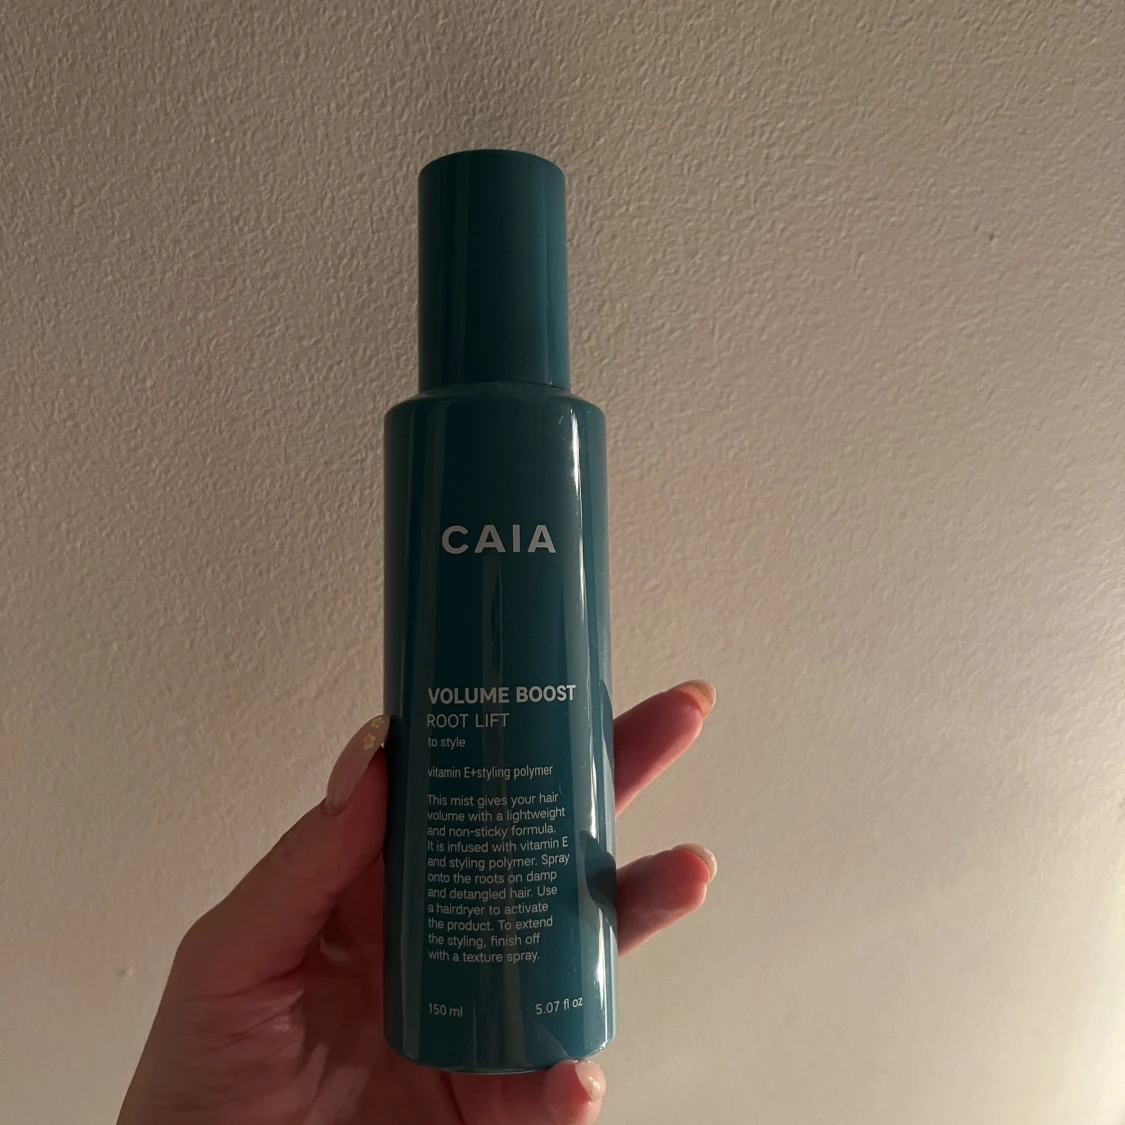 CAIA
VOLUME BOOST
ROOT LIFT
to style
vitamin E+styling polymer
This mist gives your hair
volume with a lightweight
and non-sticky formula.
It is infused with vitamin E
and styling polymer. Spray
onto the roots on damp
and detangled hair. Use
a hairdryer to activate
the product. To extend
the styling, finish off
with a texture spray.
150 ml 5.07 fl oz